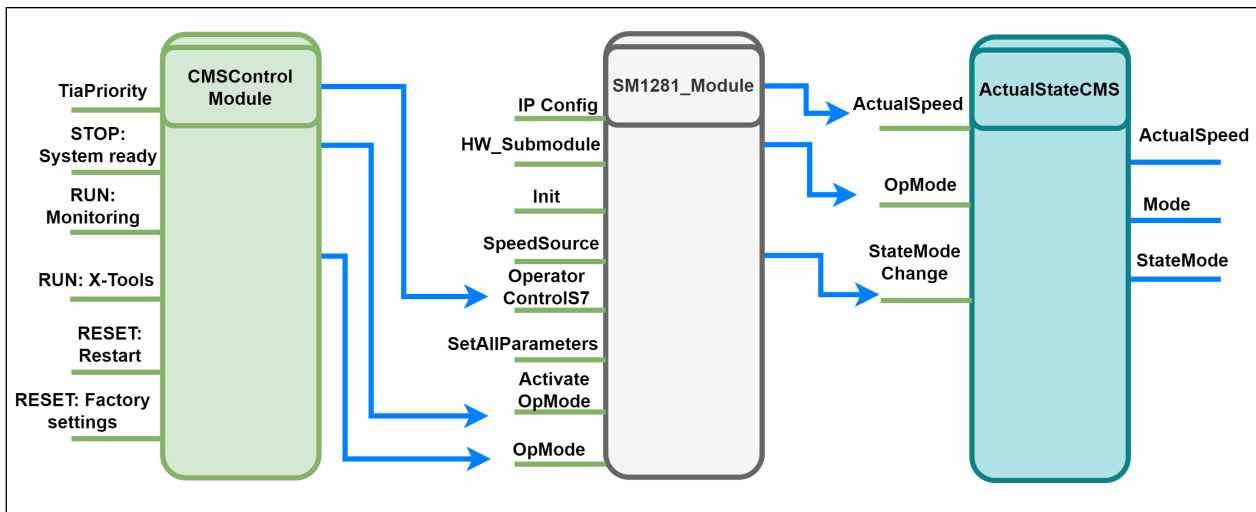 CMSControl
Module
TiaPriority
STOP:
System ready
RUN:
Monitoring
RUN: X-Tools
RESET:
Restart
RESET: Factory
settings
SM1281_Module
IP Config
HW_Submodule
Init
SpeedSource
Operator
ControlS7
SetAllParameters
Activate
OpMode
OpMode
ActualStateCMS
ActualSpeed
OpMode
StateMode
Change
ActualSpeed
Mode
StateMode